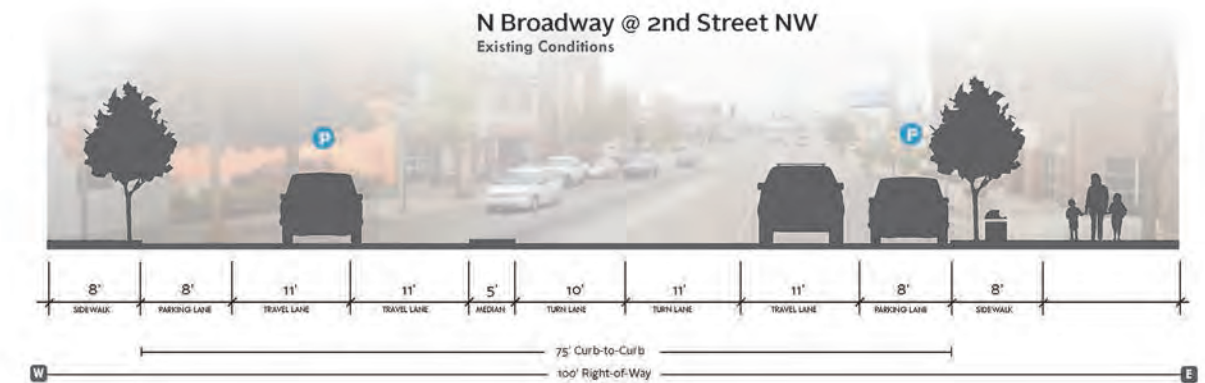 N Broadway @ 2nd Street NW
Existing Conditions
P
P
8' 8' 11' 11' 5' 10' 11' 11' 8' 8'
SIDEWALK PARKING LANE TRAVEL LANE TRAVEL LANE MEDIAN TURN LANE TURN LANE TRAVEL LANE PARKING LANE SIDEWALK
75' Curb-to-Curb
W 100' Right-of-Way E